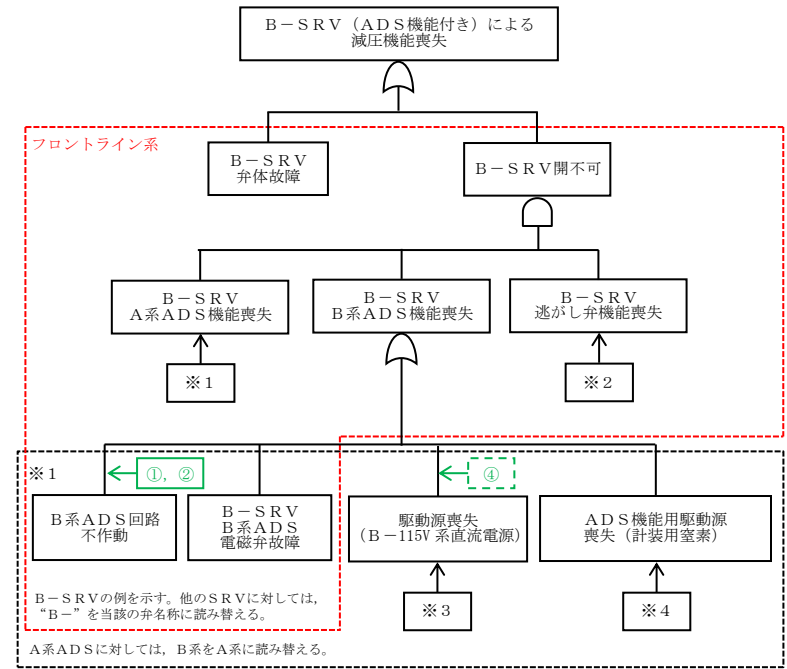 B－SRV（ADS機能付き）による
減圧機能喪失
フロントライン系
B－SRV
弁体故障
B－SRV開不可
B－SRV
A系ADS機能喪失
B－SRV
B系ADS機能喪失
B－SRV
逃がし弁機能喪失
※1
※2
※1
①，②
④
B系ADS回路
不作動
B－SRV
B系ADS
電磁弁故障
駆動源喪失
（B－115V系直流電源）
ADS機能用駆動源
喪失（計装用窒素）
※3
※4
B－SRVの例を示す。他のSRVに対しては，
“B－”を当該の弁名称に読み替える。
A系ADSに対しては，B系をA系に読み替える。